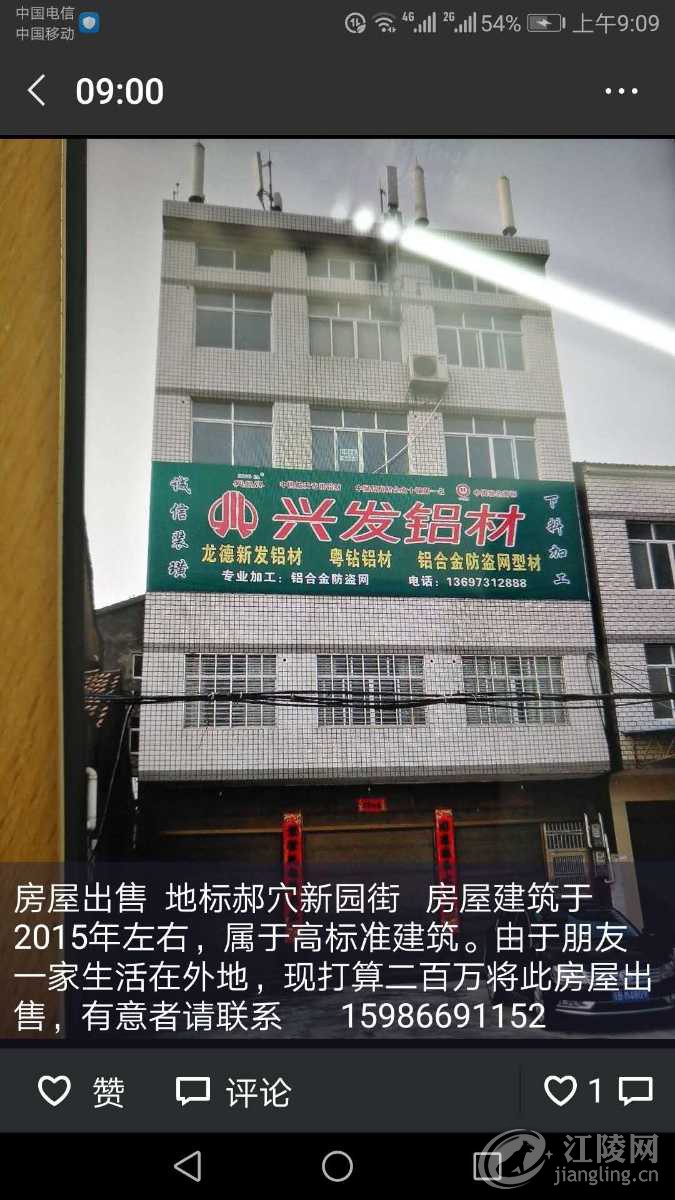 中国电信
中国移动
4G
2G
54%
上午9:09
09:00
诚信装璜
兴发铝材
下料加工
龙德新发铝材 粤钻铝材 铝合金防盗网型材
专业加工：铝合金防盗网 电话：13697312888
房屋出售 地标郝穴新园街 房屋建筑于
2015年左右，属于高标准建筑。由于朋友
一家生活在外地，现打算二百万将此房屋出
售，有意者请联系 15986691152
赞
评论
1
江陵网
jiangling.cn